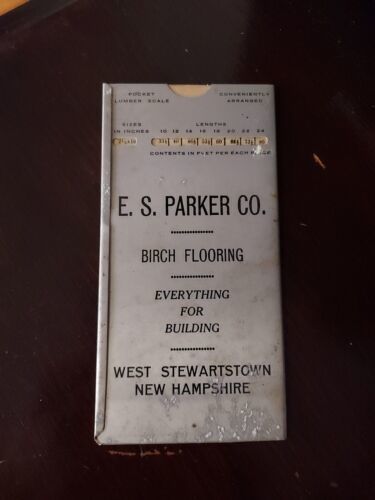 POCKET CONVENIENTLY
LUMBER SCALE ARRANGED
SIZES LENGTHS
IN INCHES 10 12 14 16 18 20 22 24
CONTENTS IN FEET PER EACH PIECE
E. S. PARKER CO.
BIRCH FLOORING
EVERYTHING
FOR
BUILDING
WEST STEWARTSTOWN
NEW HAMPSHIRE